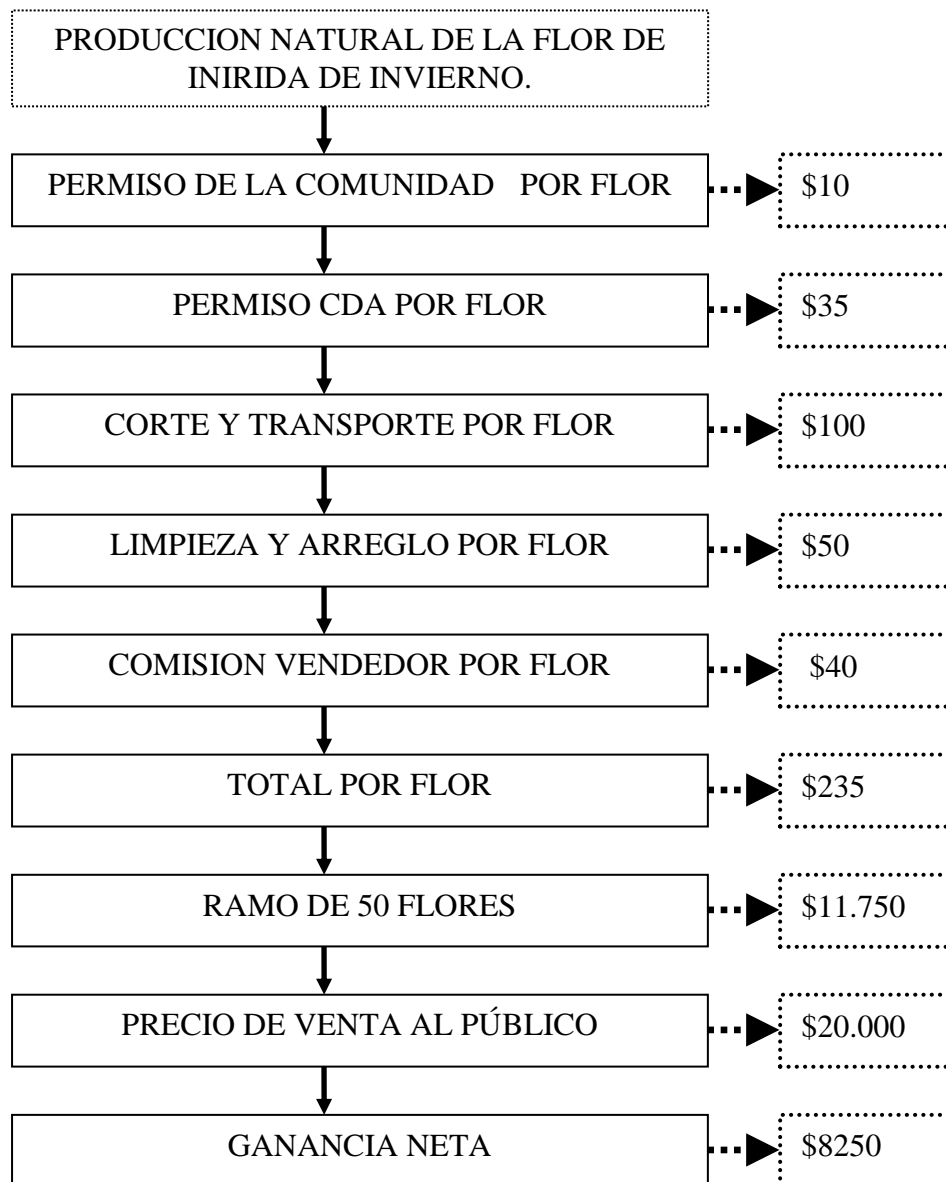 PRODUCCION NATURAL DE LA FLOR DE
INIRIDA DE INVIERNO.
PERMISO DE LA COMUNIDAD POR FLOR
$10
PERMISO CDA POR FLOR
$35
CORTE Y TRANSPORTE POR FLOR
$100
LIMPIEZA Y ARREGLO POR FLOR
$50
COMISION VENDEDOR POR FLOR
$40
TOTAL POR FLOR
$235
RAMO DE 50 FLORES
$11.750
PRECIO DE VENTA AL PÚBLICO
$20.000
GANANCIA NETA
$8250